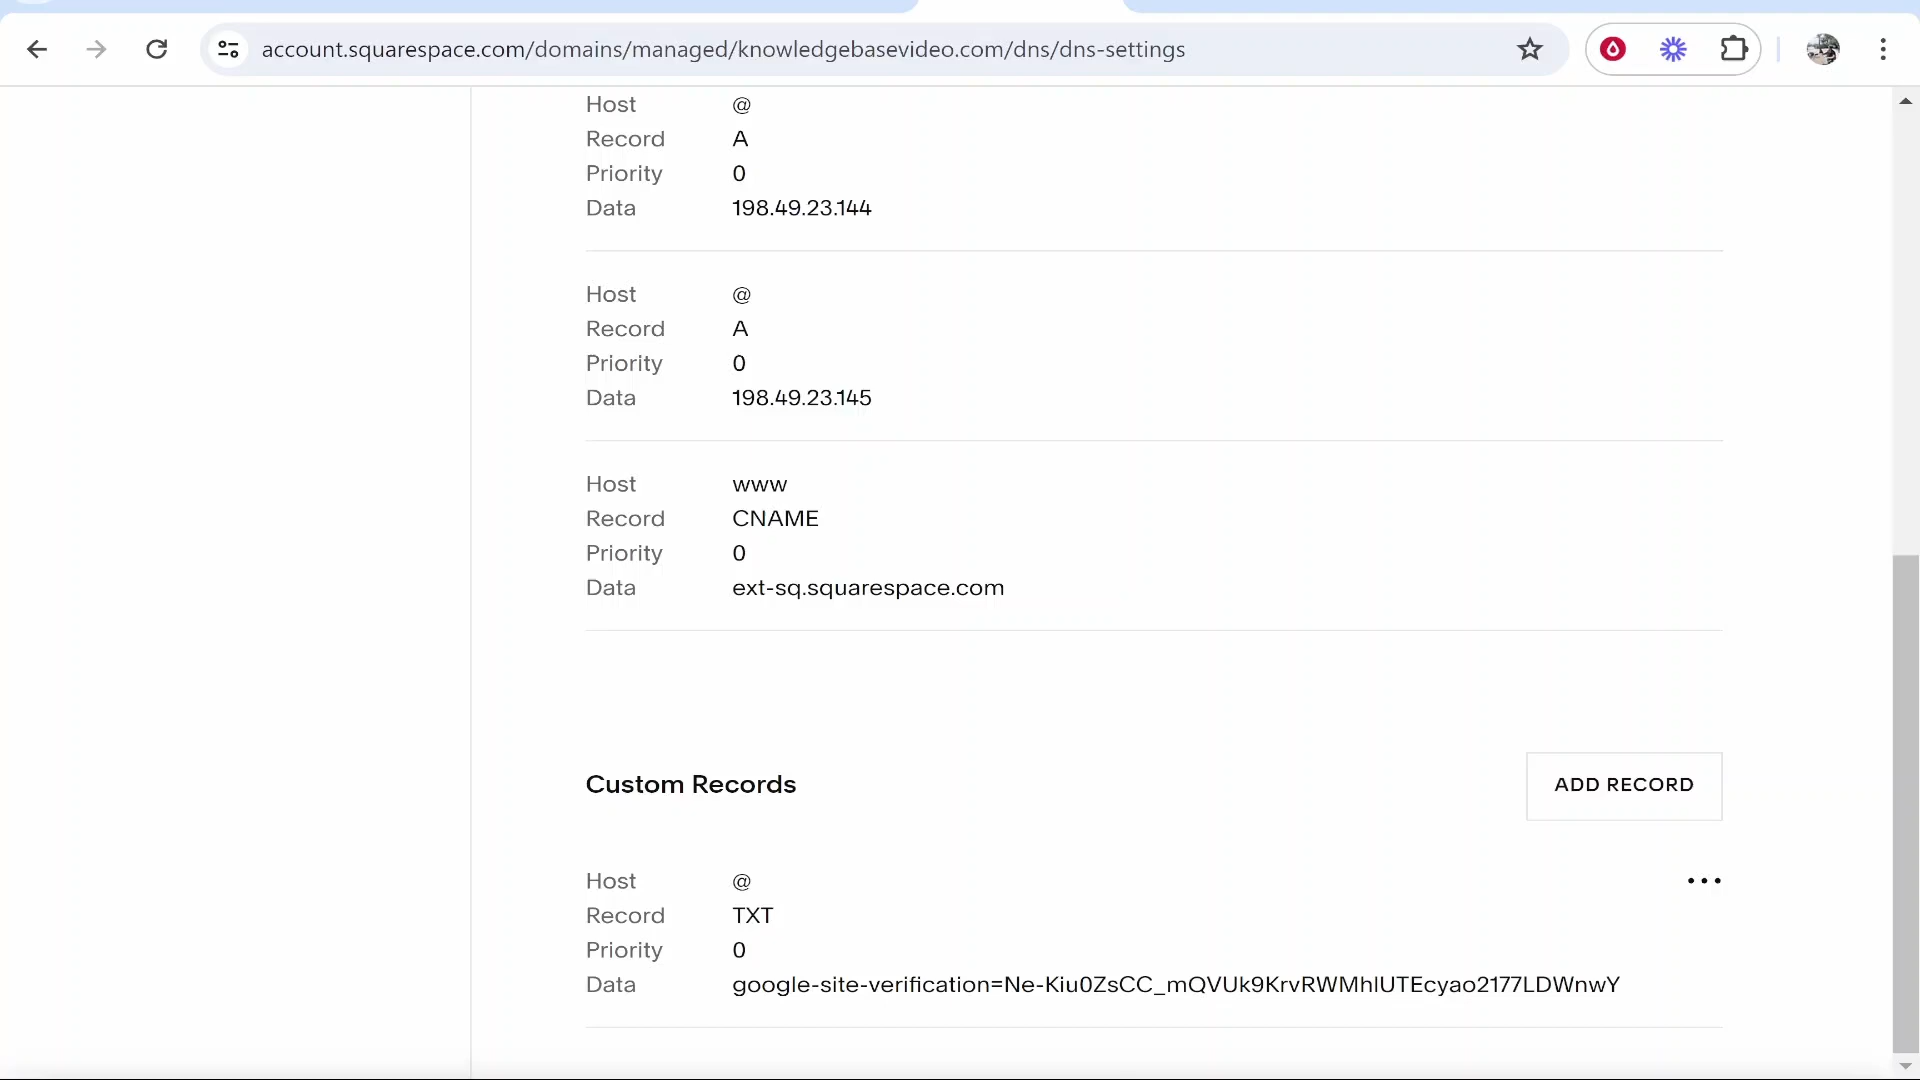 account.squarespace.com/domains/managed/knowledgebasevideo.com/dns/dns-settings
Host @
Record A
Priority 0
Data 198.49.23.144
Host @
Record A
Priority 0
Data 198.49.23.145
Host www
Record CNAME
Priority 0
Data ext-sq.squarespace.com
Custom Records
ADD RECORD
Host @
Record TXT
Priority 0
Data google-site-verification=Ne-Kiu0ZsCC_mQVUk9KrvRWMhlUTEcyao2177LDWnwY